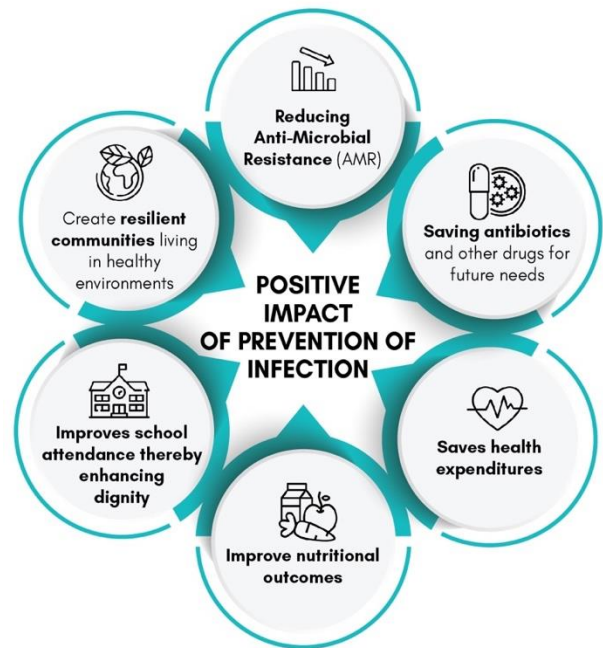 Reducing
Anti-Microbial
Resistance (AMR)
Saving antibiotics
and other drugs for
future needs
Saves health
expenditures
Improve nutritional
outcomes
Improves school
attendance thereby
enhancing
dignity
Create resilient
communities living
in healthy
environments
POSITIVE
IMPACT
OF PREVENTION OF
INFECTION